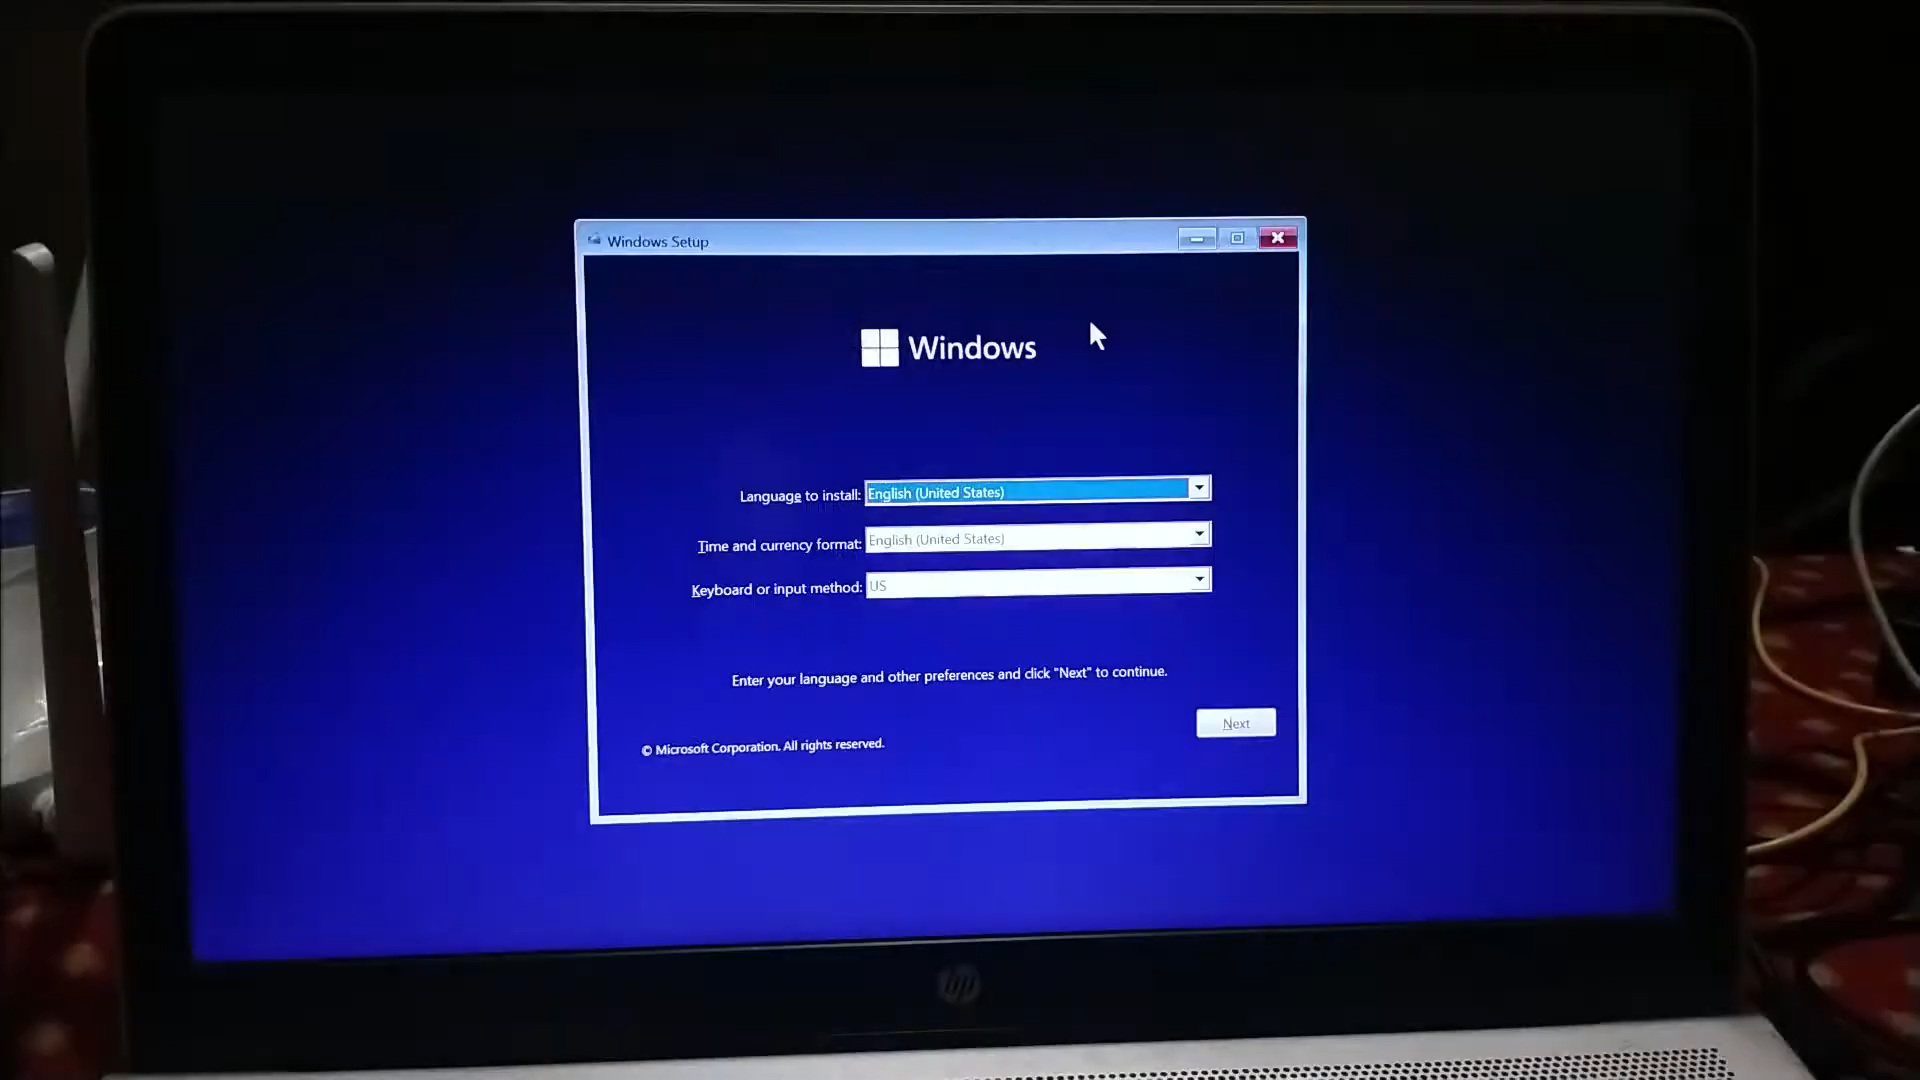 Windows Setup
Windows
Language to install: English (United States)
Time and currency format: English (United States)
Keyboard or input method: US
Enter your language and other preferences and click "Next" to continue.
Next
© Microsoft Corporation. All rights reserved.
hp